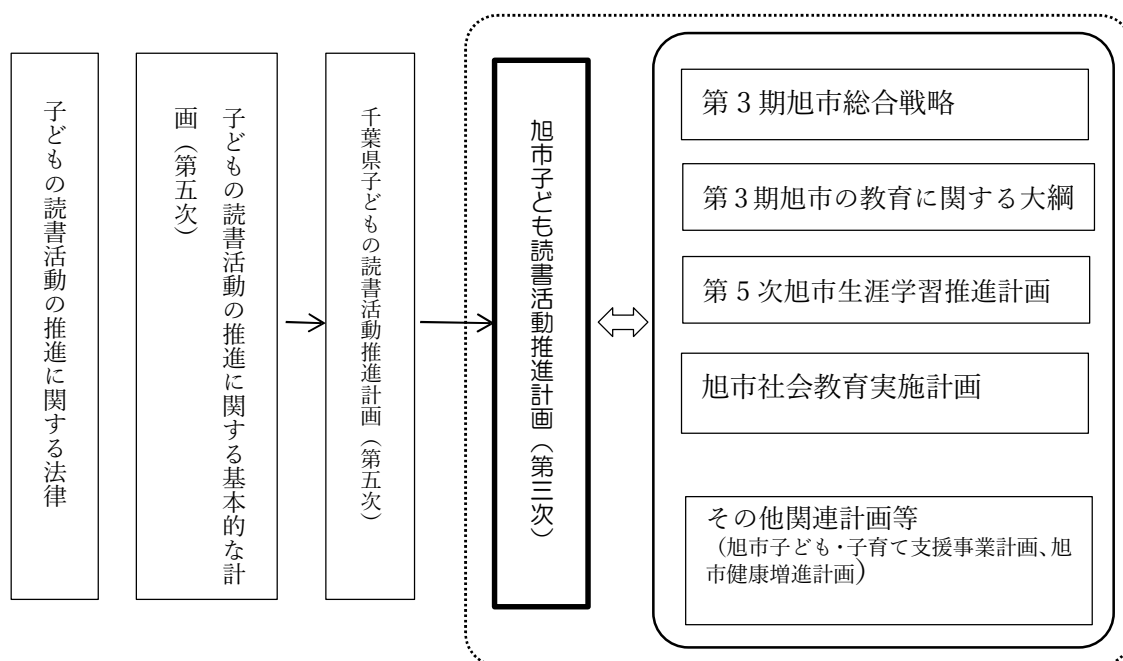 子どもの読書活動の推進に関する法律
子どもの読書活動の推進に関する基本的な計
画（第五次）
千葉県子どもの読書活動推進計画（第五次）
旭市子ども読書活動推進計画（第三次）
第3期旭市総合戦略
第3期旭市の教育に関する大綱
第5次旭市生涯学習推進計画
旭市社会教育実施計画
その他関連計画等
（旭市子ども・子育て支援事業計画、旭
市健康増進計画）